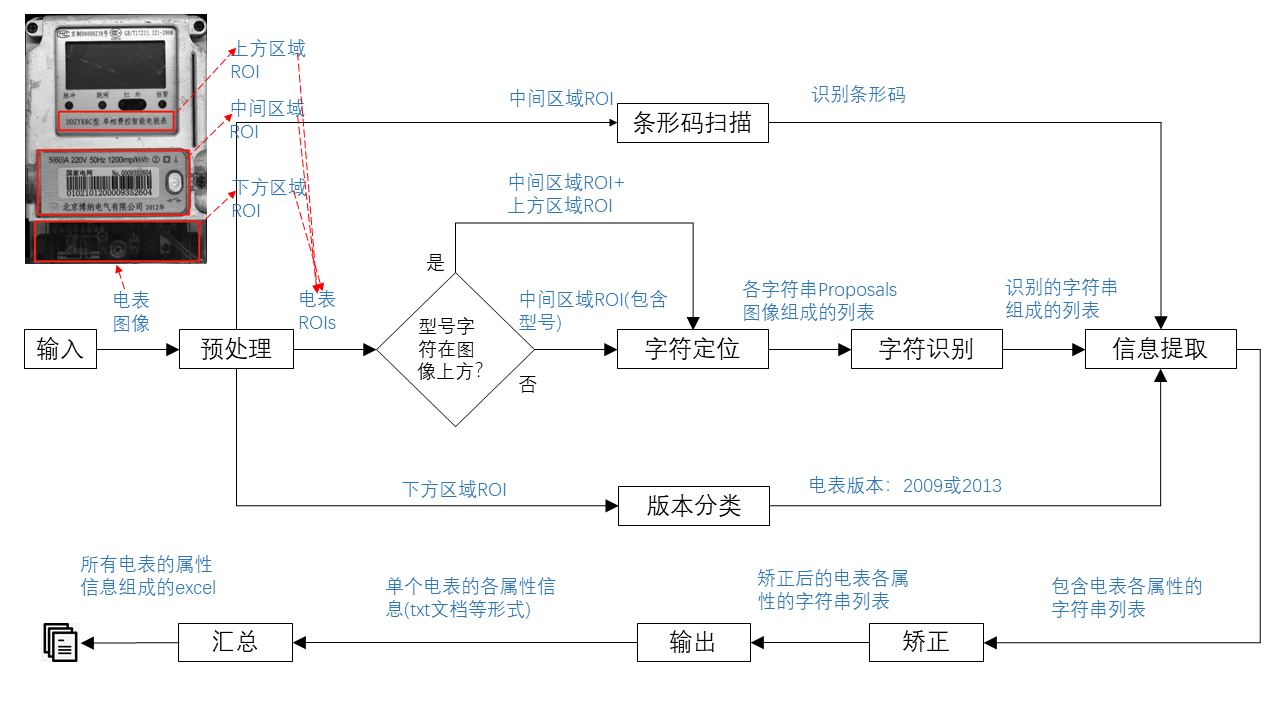 京制00000238号 GB/T17215.321-2008
脉冲 跳闸 红 外 报警
DDZY88C型 单相费控智能电能表
5(60)A 220V 50Hz 1200imp/kWh ②
国家电网 No.0009352604
0102101200009352604
北京博纳电气有限公司 2012年
上方区域
ROI
中间区域
ROI
下方区域
ROI
电表
图像
电表
ROIs
中间区域ROI
条形码扫描
识别条形码
中间区域ROI+
上方区域ROI
是
型号字
符在图
像上方?
否
中间区域ROI(包含
型号)
各字符串Proposals
图像组成的列表
识别的字符串
组成的列表
输入
预处理
字符定位
字符识别
信息提取
下方区域ROI
版本分类
电表版本：2009或2013
所有电表的属性
信息组成的excel
单个电表的各属性信
息(txt文档等形式)
矫正后的电表各属
性的字符串列表
包含电表各属性的
字符串列表
汇总
输出
矫正